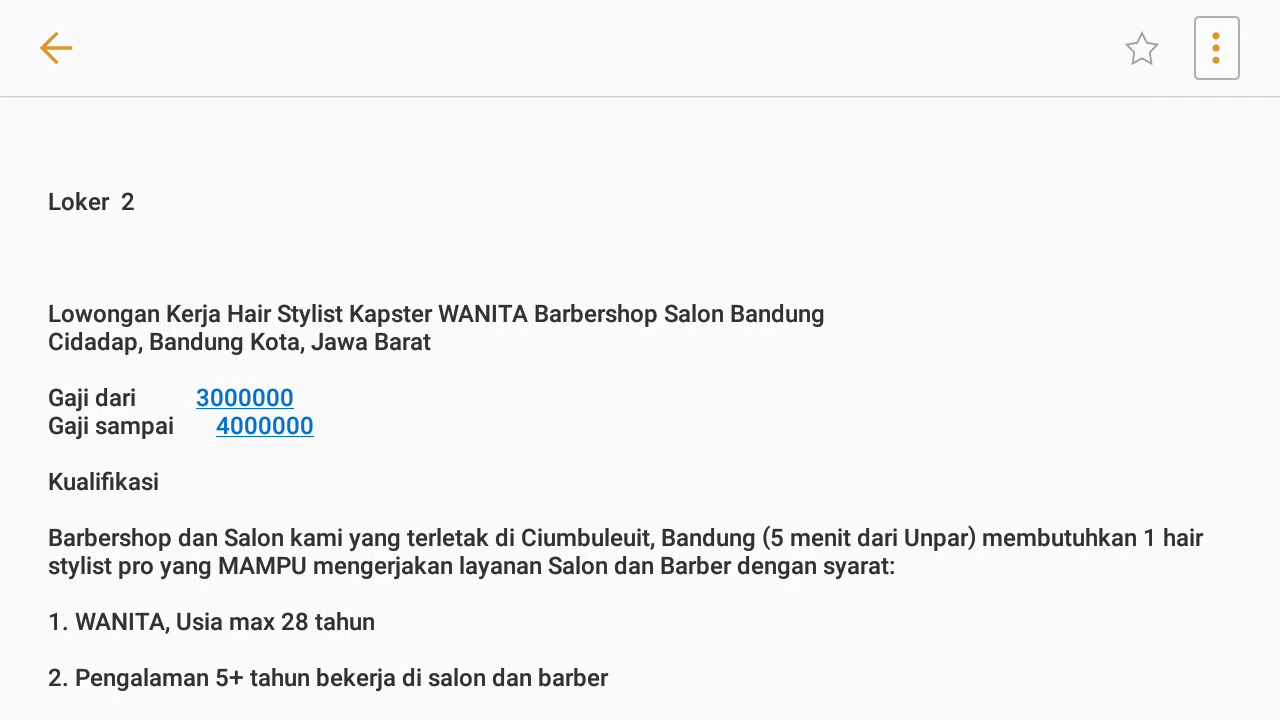 Loker  2
Lowongan Kerja Hair Stylist Kapster WANITA Barbershop Salon Bandung
Cidadap, Bandung Kota, Jawa Barat
Gaji dari 3000000
Gaji sampai 4000000
Kualifikasi
Barbershop dan Salon kami yang terletak di Ciumbuleuit, Bandung (5 menit dari Unpar) membutuhkan 1 hair
stylist pro yang MAMPU mengerjakan layanan Salon dan Barber dengan syarat:
1. WANITA, Usia max 28 tahun
2. Pengalaman 5+ tahun bekerja di salon dan barber